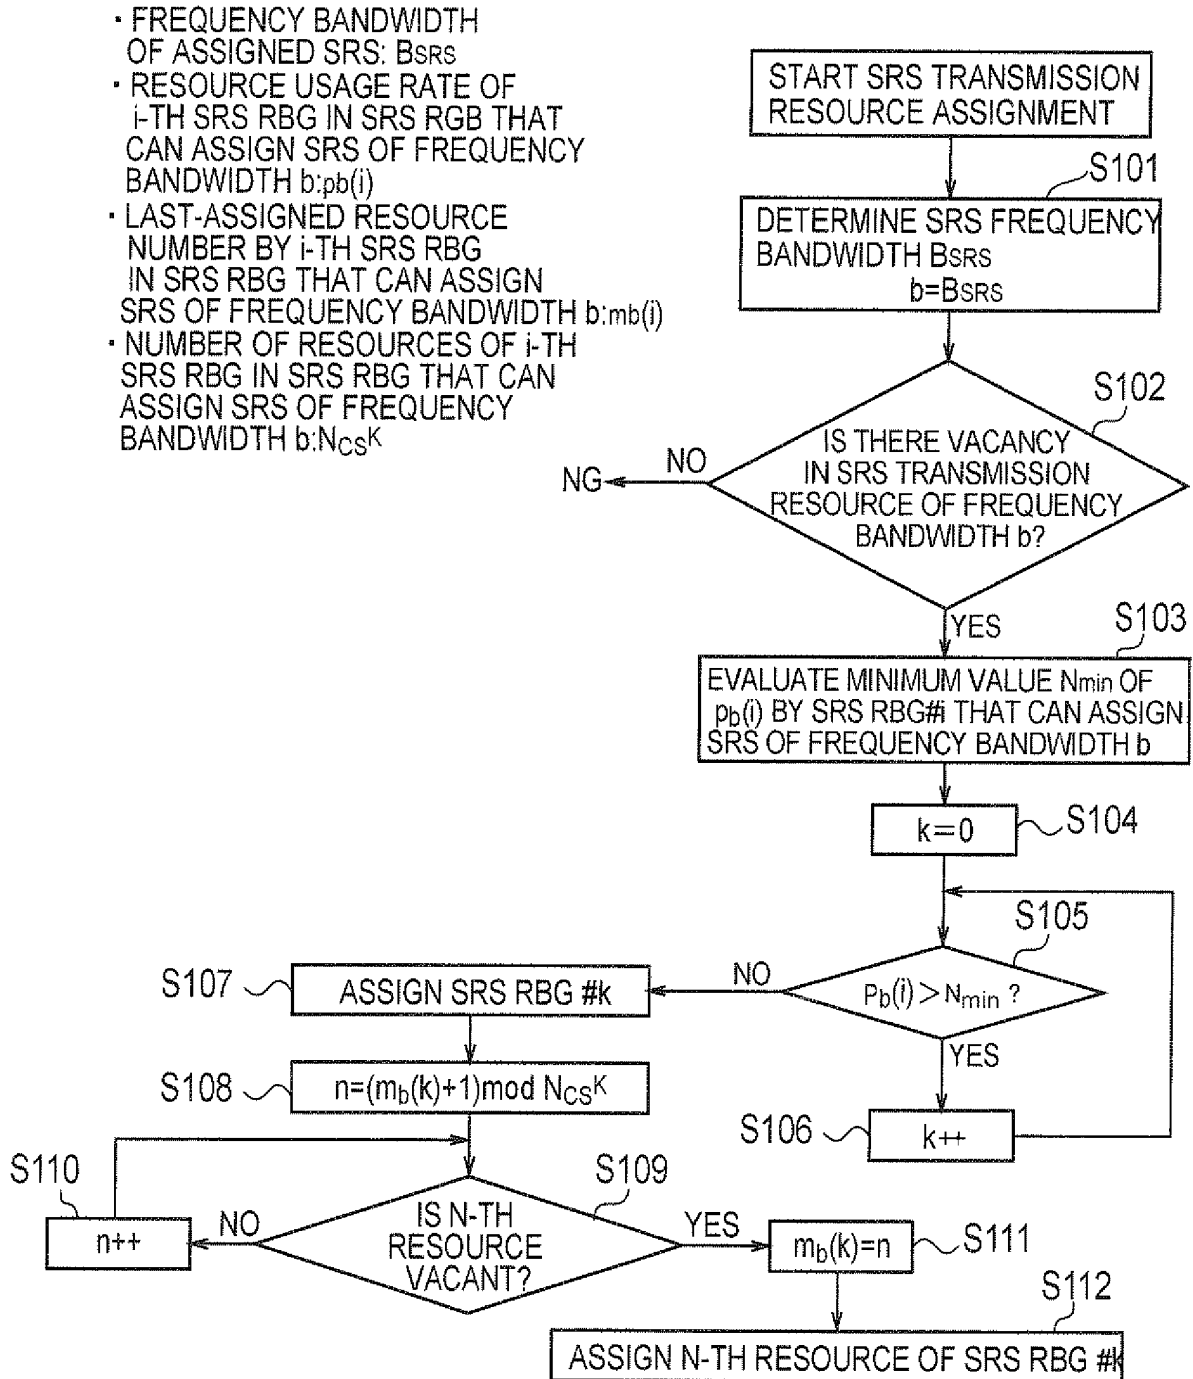 · FREQUENCY BANDWIDTH
OF ASSIGNED SRS: BSRS
· RESOURCE USAGE RATE OF
i-TH SRS RBG IN SRS RGB THAT
CAN ASSIGN SRS OF FREQUENCY
BANDWIDTH b:pb(i)
· LAST-ASSIGNED RESOURCE
NUMBER BY i-TH SRS RBG
IN SRS RBG THAT CAN ASSIGN
SRS OF FREQUENCY BANDWIDTH b:mb(i)
· NUMBER OF RESOURCES OF i-TH
SRS RBG IN SRS RBG THAT CAN
ASSIGN SRS OF FREQUENCY
BANDWIDTH b:NCSK
START SRS TRANSMISSION
RESOURCE ASSIGNMENT
S101
DETERMINE SRS FREQUENCY
BANDWIDTH BSRS
b=BSRS
S102
IS THERE VACANCY
IN SRS TRANSMISSION
RESOURCE OF FREQUENCY
BANDWIDTH b?
NO
NG
YES
S103
EVALUATE MINIMUM VALUE Nmin OF
pb(i) BY SRS RBG#i THAT CAN ASSIGN
SRS OF FREQUENCY BANDWIDTH b
k=0
S104
S105
Pb(i)>Nmin ?
NO
YES
S106
k++
S107
ASSIGN SRS RBG #k
S108
n=(mb(k)+1)mod NCSK
S109
IS N-TH
RESOURCE
VACANT?
NO
S110
n++
YES
mb(k)=n
S111
S112
ASSIGN N-TH RESOURCE OF SRS RBG #k